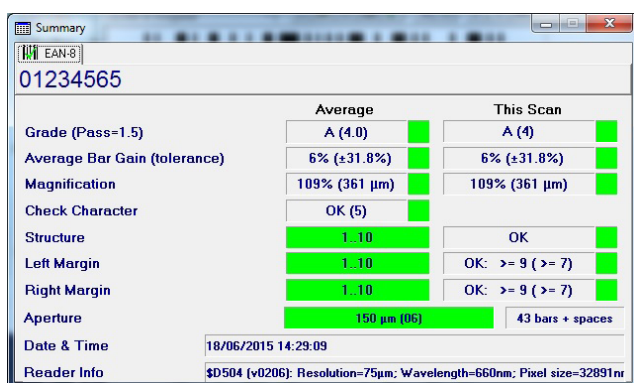 Summary
EAN-8
01234565
Average This Scan
Grade (Pass=1.5) A (4.0) A (4)
Average Bar Gain (tolerance) 6% (±31.8%) 6% (±31.8%)
Magnification 109% (361 µm) 109% (361 µm)
Check Character OK (5)
Structure 1..10 OK
Left Margin 1..10 OK: >= 9 ( >= 7)
Right Margin 1..10 OK: >= 9 ( >= 7)
Aperture 150 µm (06) 43 bars + spaces
Date & Time 18/06/2015 14:29:09
Reader Info $D504 (v0206): Resolution=75µm; Wavelength=660nm; Pixel size=32891nr